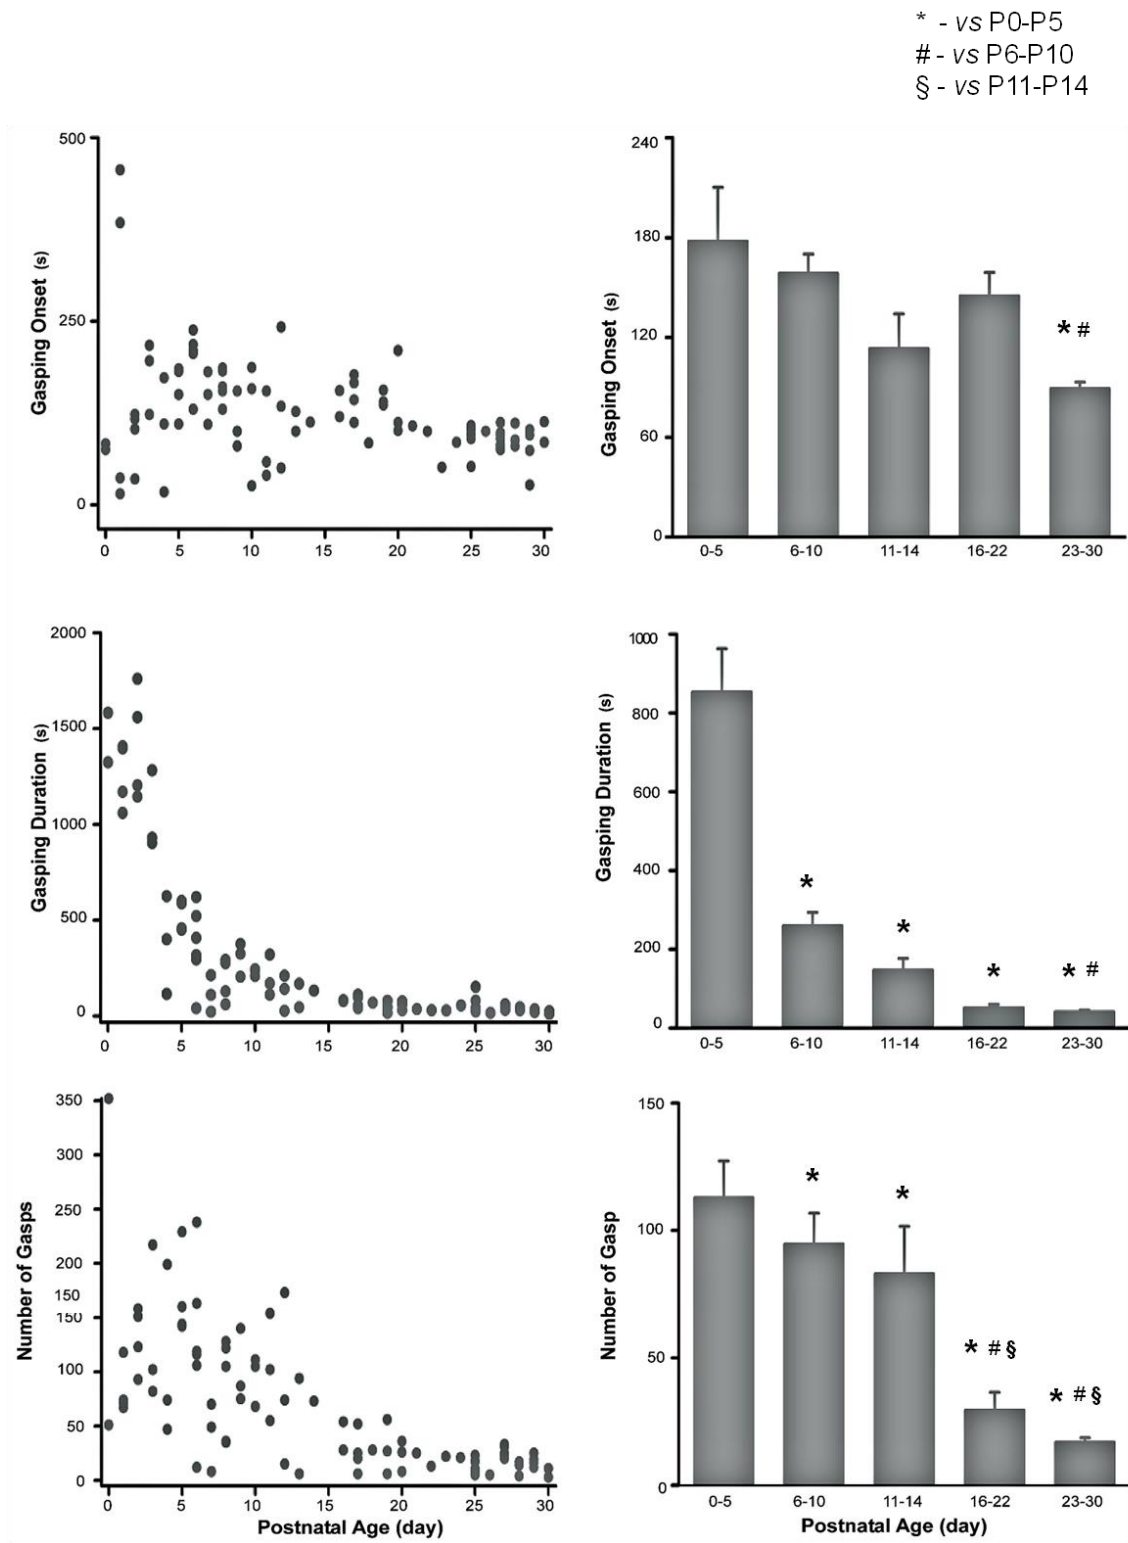 * - vs P0-P5
# - vs P6-P10
§ - vs P11-P14
500
250
0
Gasping Onset (s)
0 5 10 15 20 25 30
240
180
120
60
0
Gasping Onset (s)
* #
0-5 6-10 11-14 16-22 23-30
2000
1500
1000
500
0
Gasping Duration (s)
0 5 10 15 20 25 30
1000
800
600
400
200
0
Gasping Duration (s)
*
*
*
* #
0-5 6-10 11-14 16-22 23-30
350
300
250
200
150
150
100
50
0
Number of Gasps
0 5 10 15 20 25 30
Postnatal Age (day)
150
100
50
0
Number of Gasp
*
*
* # §
* # §
0-5 6-10 11-14 16-22 23-30
Postnatal Age (day)